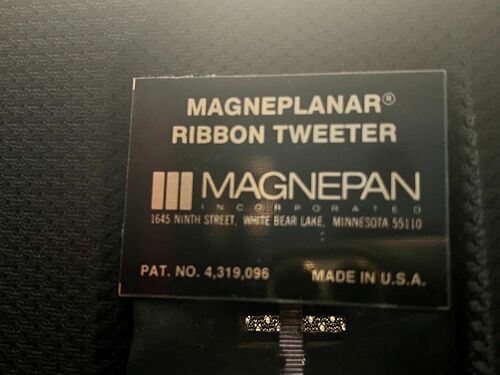 MAGNEPLANAR®
RIBBON TWEETER
MAGNEPAN
INCORPORATED
1645 NINTH STREET, WHITE BEAR LAKE, MINNESOTA 55110
PAT. NO. 4,319,096 MADE IN U.S.A.